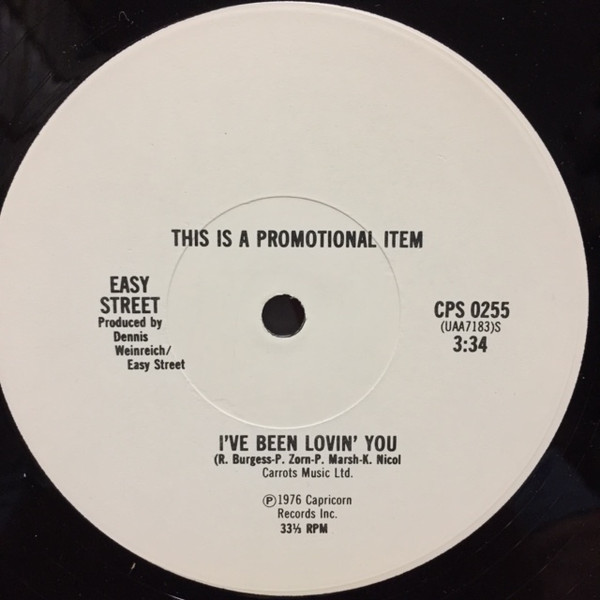 THIS IS A PROMOTIONAL ITEM
EASY
STREET
Produced by
Dennis
Weinreich/
Easy Street
CPS 0255
(UAA7183)S
3:34
I'VE BEEN LOVIN' YOU
(R. Burgess-P. Zorn-P. Marsh-K. Nicol
Carrots Music Ltd.
Ⓟ1976 Capricorn
Records Inc.
33⅓ RPM